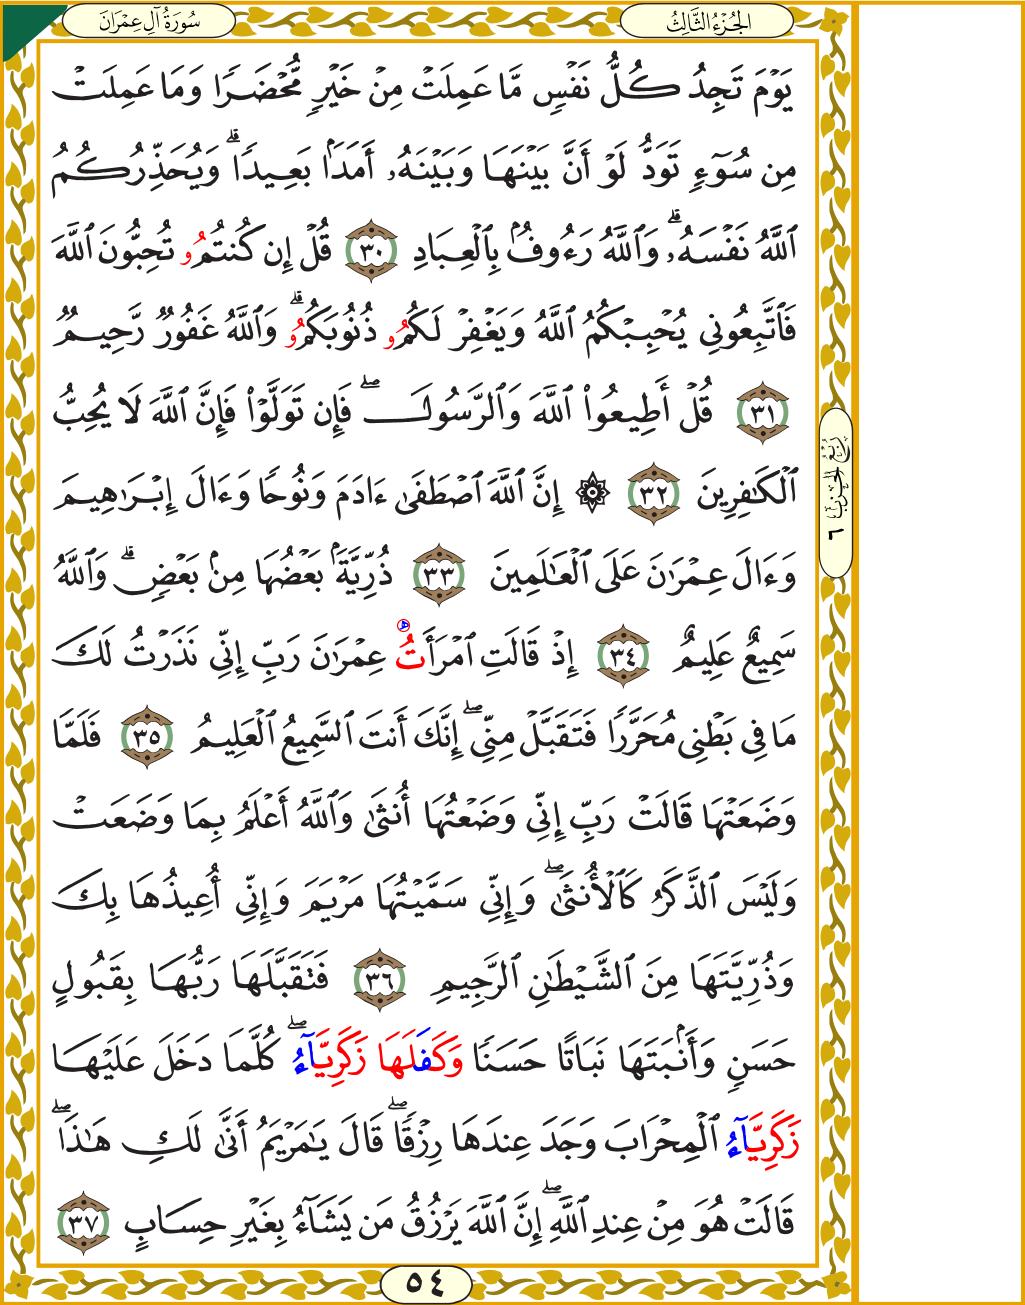 سُورَةُ آلِ عِمْرَان
الجُزْءُ الثَّالِثُ
يَوْمَ تَجِدُ كُلُّ نَفْسٍ مَّا عَمِلَتْ مِنْ خَيْرٍ مُّحْضَرًا وَمَا عَمِلَتْ
مِن سُوٓءٍ تَوَدُّ لَوْ أَنَّ بَيْنَهَا وَبَيْنَهُۥ أَمَدَۢا بَعِيدًاۗ وَيُحَذِّرُكُمُ
ٱللَّهُ نَفْسَهُۥۗ وَٱللَّهُ رَءُوفُۢ بِٱلْعِبَادِ ٣٠ قُلْ إِن كُنتُمُۥ تُحِبُّونَ ٱللَّهَ
فَٱتَّبِعُونِي يُحْبِبْكُمُ ٱللَّهُ وَيَغْفِرْ لَكُمُۥ ذُنُوبَكُمُۥۗ وَٱللَّهُ غَفُورٌ رَّحِيمٌ
٣١ قُلْ أَطِيعُوا۟ ٱللَّهَ وَٱلرَّسُولَۖ فَإِن تَوَلَّوْا۟ فَإِنَّ ٱللَّهَ لَا يُحِبُّ
ٱلْكَٰفِرِينَ ٣٢ ۞ إِنَّ ٱللَّهَ ٱصْطَفَىٰ ءَادَمَ وَنُوحًا وَءَالَ إِبْرَٰهِيمَ
وَءَالَ عِمْرَٰنَ عَلَى ٱلْعَٰلَمِينَ ٣٣ ذُرِّيَّةَۢ بَعْضُهَا مِنۢ بَعْضٍۗ وَٱللَّهُ
سَمِيعٌ عَلِيمٌ ٣٤ إِذْ قَالَتِ ٱمْرَأَتُ عِمْرَٰنَ رَبِّ إِنِّي نَذَرْتُ لَكَ
مَا فِي بَطْنِي مُحَرَّرًا فَتَقَبَّلْ مِنِّيۖ إِنَّكَ أَنتَ ٱلسَّمِيعُ ٱلْعَلِيمُ ٣٥ فَلَمَّا
وَضَعَتْهَا قَالَتْ رَبِّ إِنِّي وَضَعْتُهَا أُنثَىٰ وَٱللَّهُ أَعْلَمُ بِمَا وَضَعَتْ
وَلَيْسَ ٱلذَّكَرُ كَٱلْأُنثَىٰۖ وَإِنِّي سَمَّيْتُهَا مَرْيَمَ وَإِنِّي أُعِيذُهَا بِكَ
وَذُرِّيَّتَهَا مِنَ ٱلشَّيْطَٰنِ ٱلرَّجِيمِ ٣٦ فَتَقَبَّلَهَا رَبُّهَا بِقَبُولٍ
حَسَنٍ وَأَنۢبَتَهَا نَبَاتًا حَسَنًا وَكَفَلَهَا زَكَرِيَّآءُۖ كُلَّمَا دَخَلَ عَلَيْهَا
زَكَرِيَّآءُ ٱلْمِحْرَابَ وَجَدَ عِندَهَا رِزْقًاۖ قَالَ يَٰمَرْيَمُ أَنَّىٰ لَكِ هَٰذَاۖ
قَالَتْ هُوَ مِنْ عِندِ ٱللَّهِۖ إِنَّ ٱللَّهَ يَرْزُقُ مَن يَشَآءُ بِغَيْرِ حِسَابٍ ٣٧
رُبْعُ الحِزْبِ ٦
٥٤